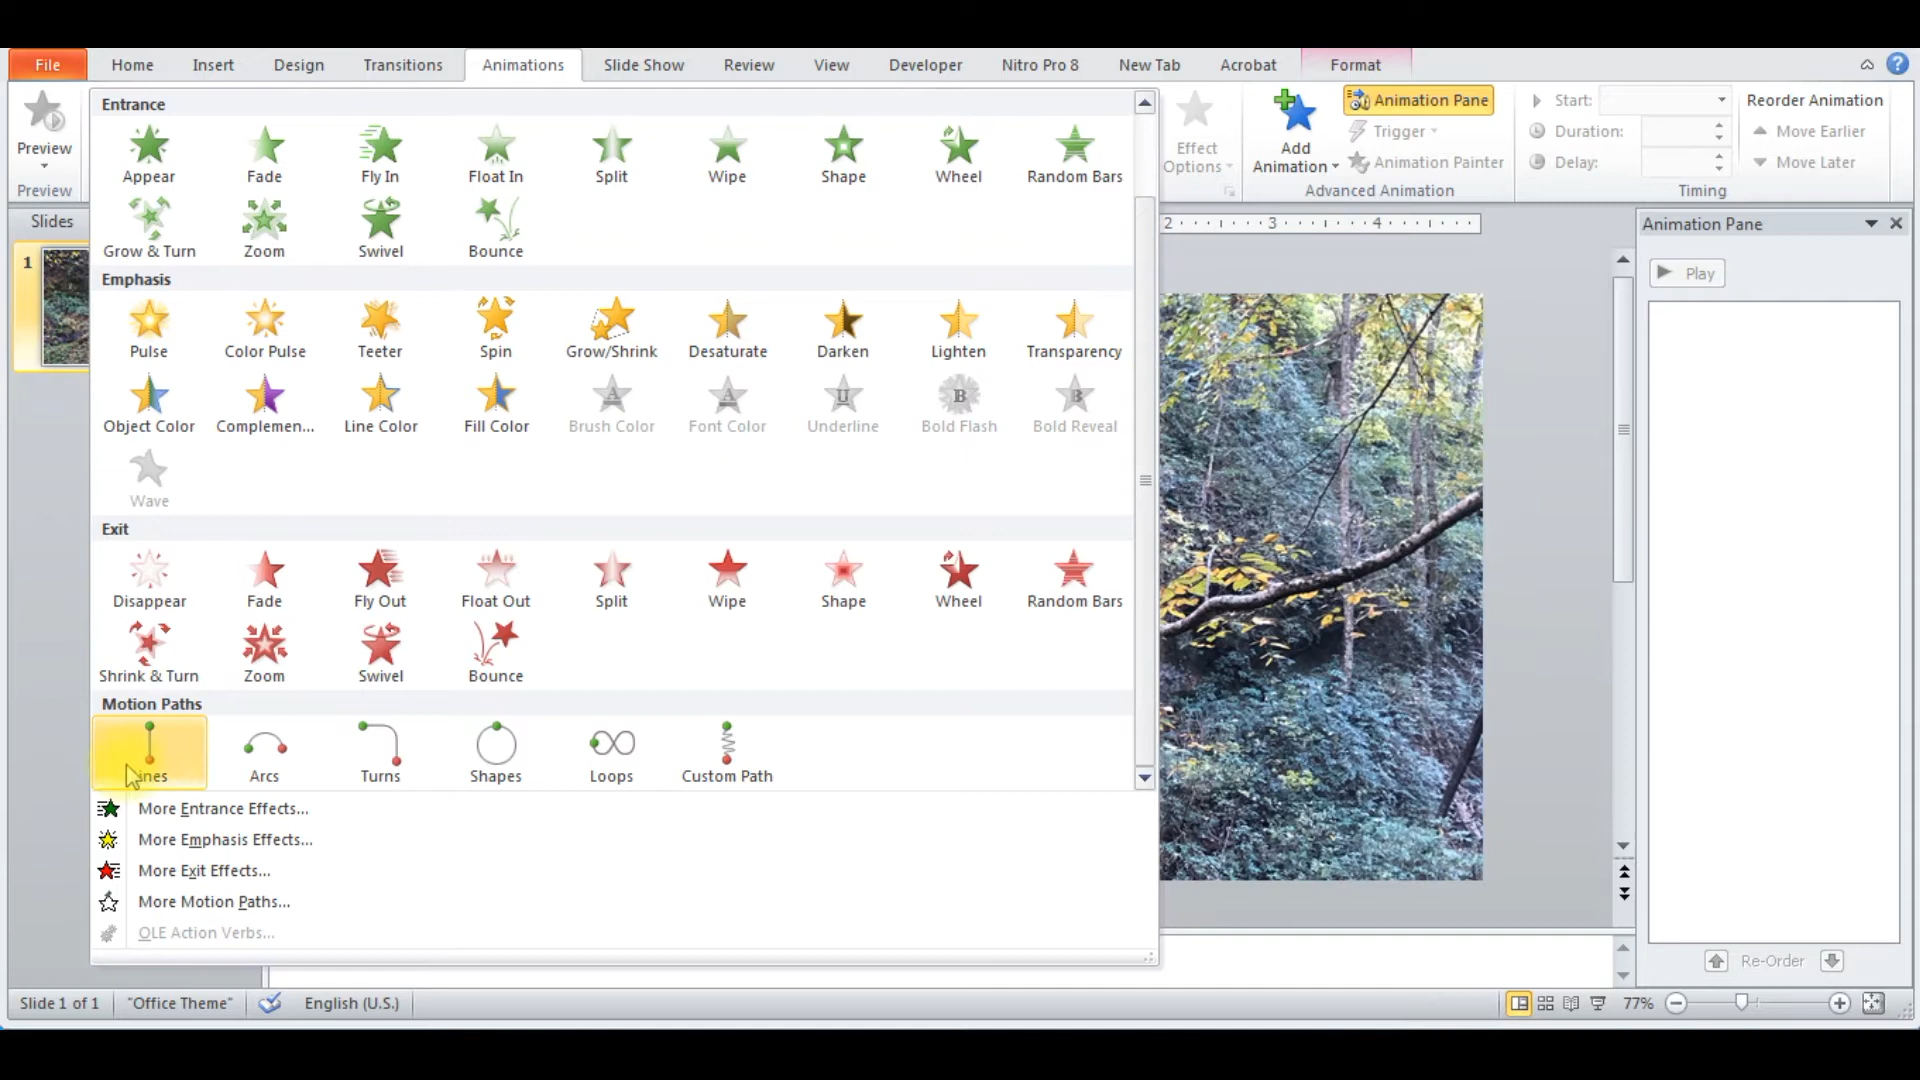 File Home Insert Design Transitions Animations Slide Show Review View Developer Nitro Pro 8 New Tab Acrobat Format
Preview
Preview
Effect Options
Add Animation
Animation Pane
Trigger
Animation Painter
Advanced Animation
Start:
Duration:
Delay:
Reorder Animation
Move Earlier
Move Later
Timing
Slides
1
Entrance
Appear Fade Fly In Float In Split Wipe Shape Wheel Random Bars
Grow & Turn Zoom Swivel Bounce
Emphasis
Pulse Color Pulse Teeter Spin Grow/Shrink Desaturate Darken Lighten Transparency
Object Color Complemen... Line Color Fill Color Brush Color Font Color Underline Bold Flash Bold Reveal
Wave
Exit
Disappear Fade Fly Out Float Out Split Wipe Shape Wheel Random Bars
Shrink & Turn Zoom Swivel Bounce
Motion Paths
Arcs Turns Shapes Loops Custom Path
More Entrance Effects...
More Emphasis Effects...
More Exit Effects...
More Motion Paths...
OLE Action Verbs...
2 3 4
Animation Pane
Play
Re-Order
Slide 1 of 1 "Office Theme" English (U.S.) 77%